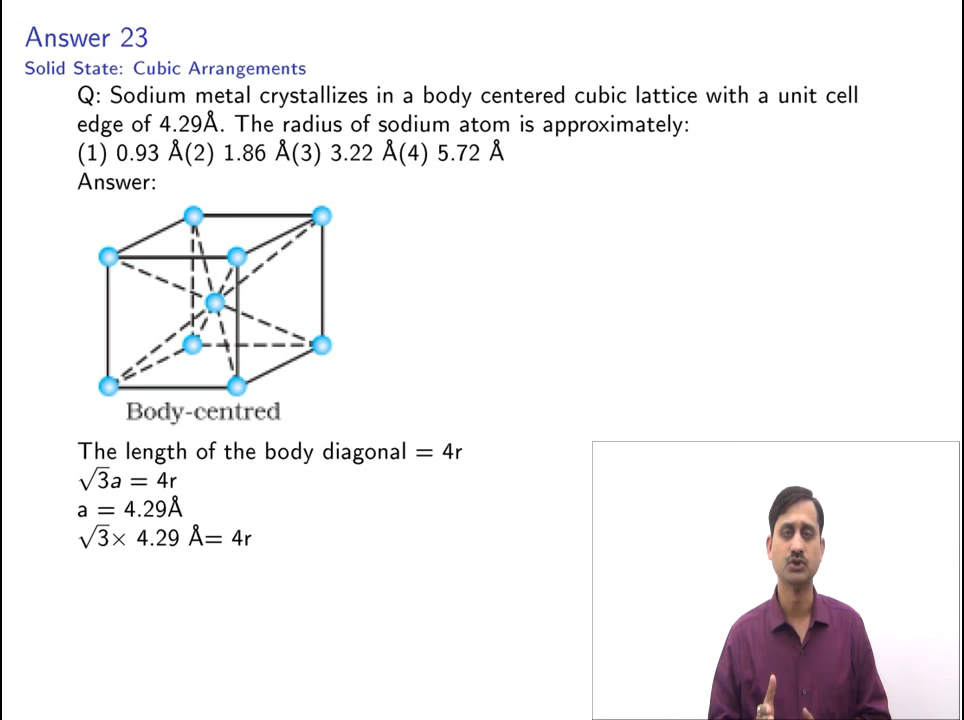 Answer 23
Solid State: Cubic Arrangements
Q: Sodium metal crystallizes in a body centered cubic lattice with a unit cell
edge of 4.29Å. The radius of sodium atom is approximately:
(1) 0.93 Å(2) 1.86 Å(3) 3.22 Å(4) 5.72 Å
Answer:
Body-centred
The length of the body diagonal = 4r
√3a = 4r
a = 4.29Å
√3× 4.29 Å= 4r